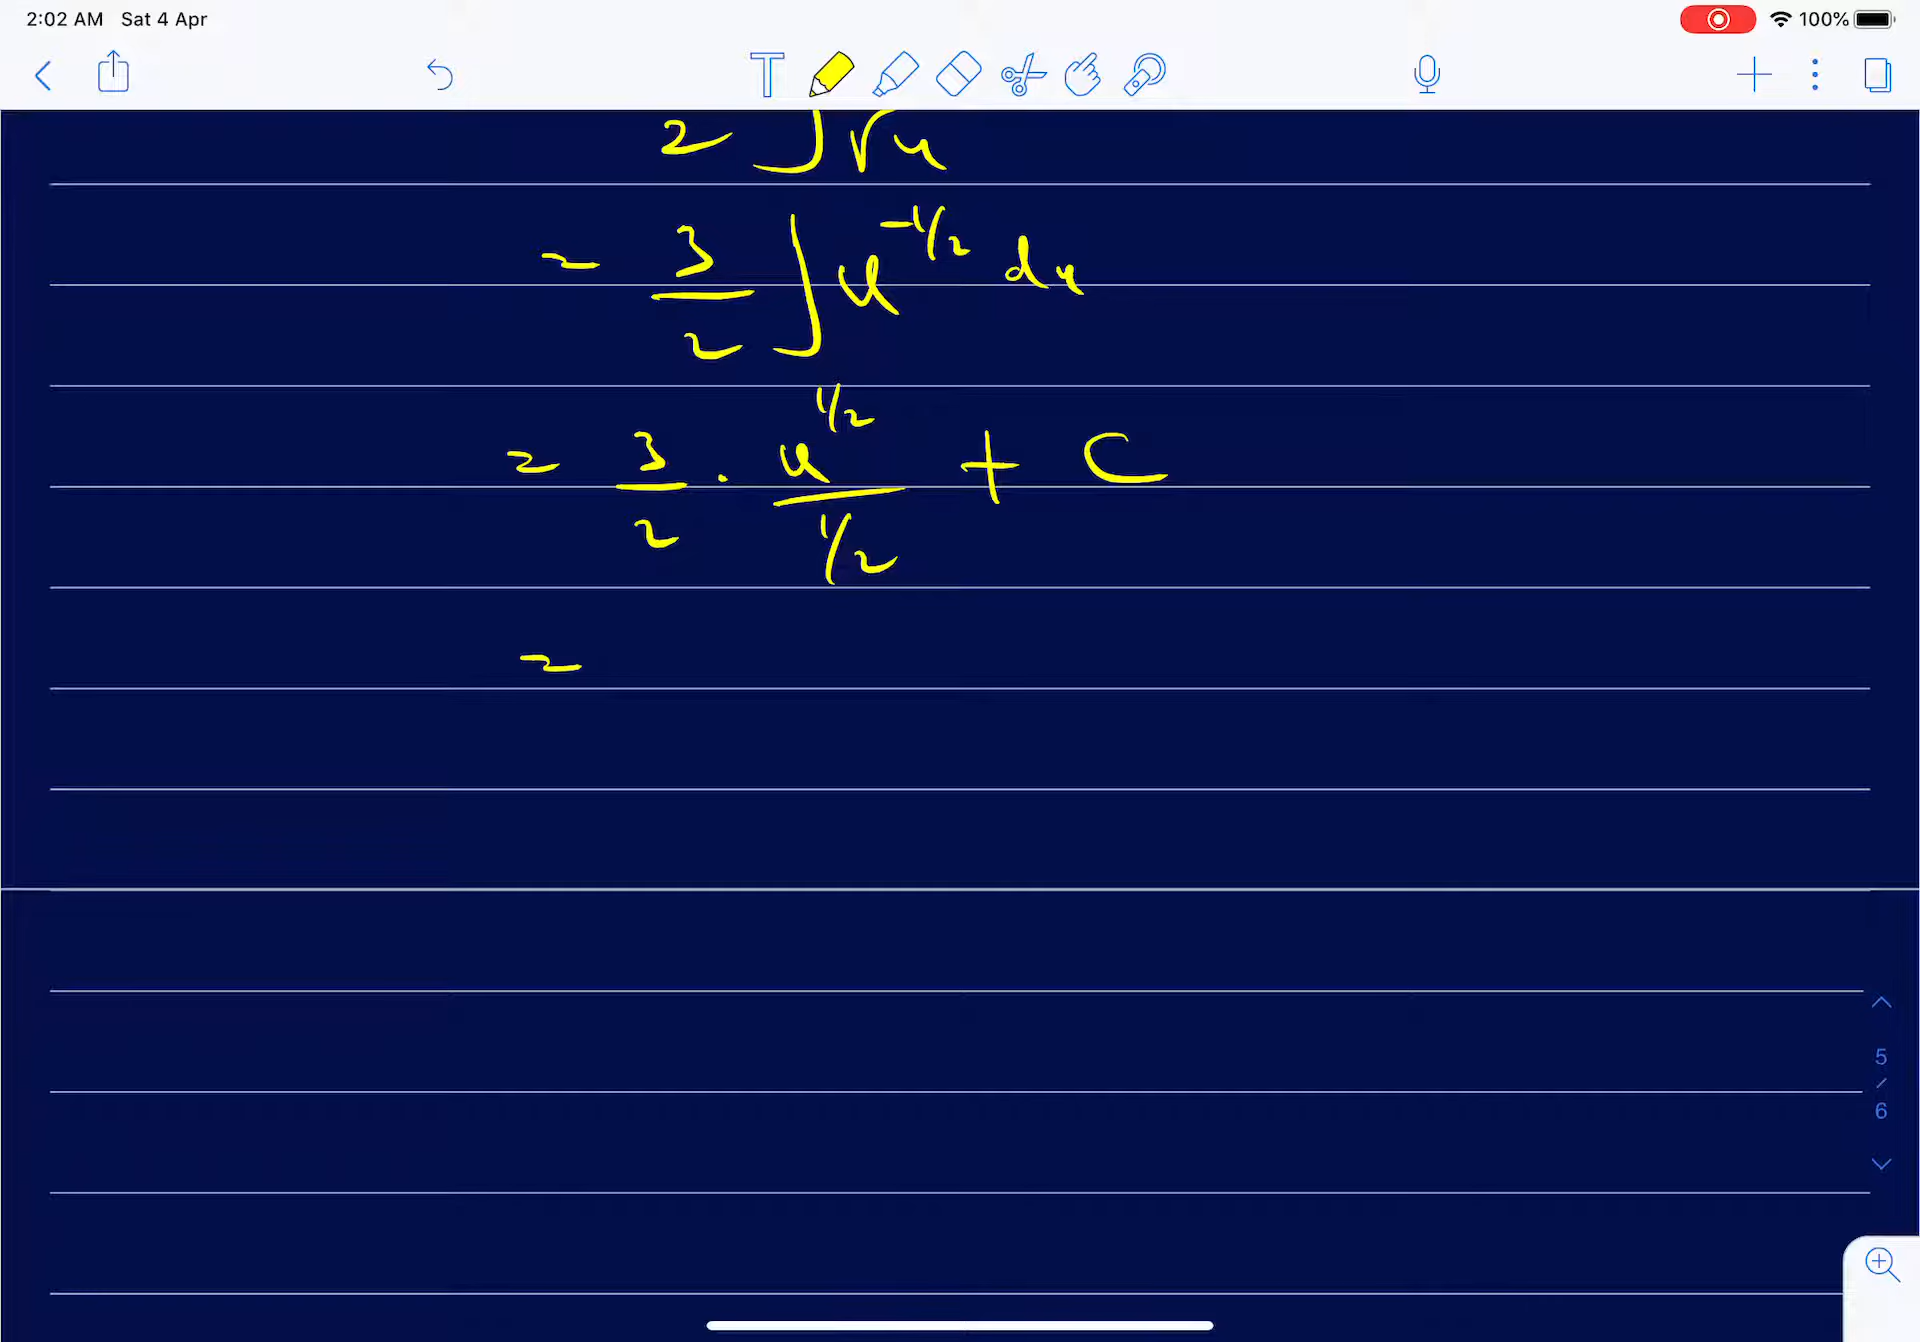 2:02 AM Sat 4 Apr 100%
T
2 ∫ √u
= 3/2 ∫ u^{-1/2} du
= 3/2 · u^{1/2} / 1/2 + C
=
5
/
6